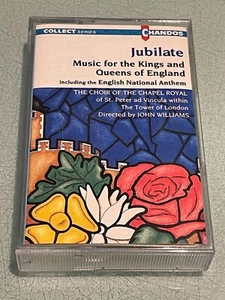 COLLECT SERIES CHANDOS
Jubilate
Music for the Kings and
Queens of England
including the English National Anthem
THE CHOIR OF THE CHAPEL ROYAL
of St. Peter ad Vincula within
The Tower of London
Directed by JOHN WILLIAMS